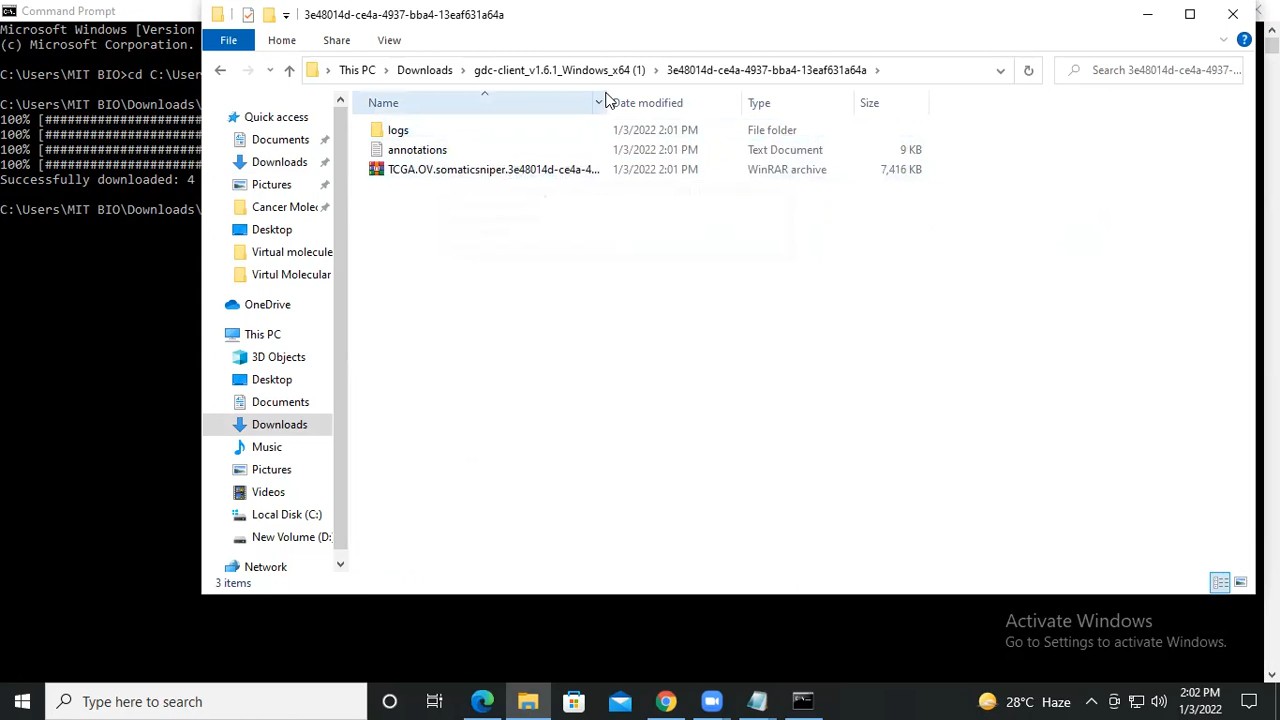 Command Prompt
3e48014d-ce4a-4937-bba4-13eaf631a64a
Microsoft Windows [Version
(c) Microsoft Corporation.
File Home Share View
C:\Users\MIT BIO>cd C:\User
This PC > Downloads > gdc-client_v1.6.1_Windows_x64 (1) > 3e48014d-ce4a-4937-bba4-13eaf631a64a >
Search 3e48014d-ce4a-4937-...
C:\Users\MIT BIO\Downloads\
100% [#####################
100% [#####################
100% [#####################
100% [#####################
Successfully downloaded: 4
C:\Users\MIT BIO\Downloads\
Name Date modified Type Size
logs 1/3/2022 2:01 PM File folder
annotations 1/3/2022 2:01 PM Text Document 9 KB
TCGA.OV.somaticsniper.3e48014d-ce4a-4... 1/3/2022 2:01 PM WinRAR archive 7,416 KB
Quick access
Documents
Downloads
Pictures
Cancer Molec
Desktop
Virtual molecule
Virtul Molecular
OneDrive
This PC
3D Objects
Desktop
Documents
Downloads
Music
Pictures
Videos
Local Disk (C:)
New Volume (D:
Network
3 items
Activate Windows
Go to Settings to activate Windows.
Type here to search
28°C Haze
2:02 PM
1/3/2022